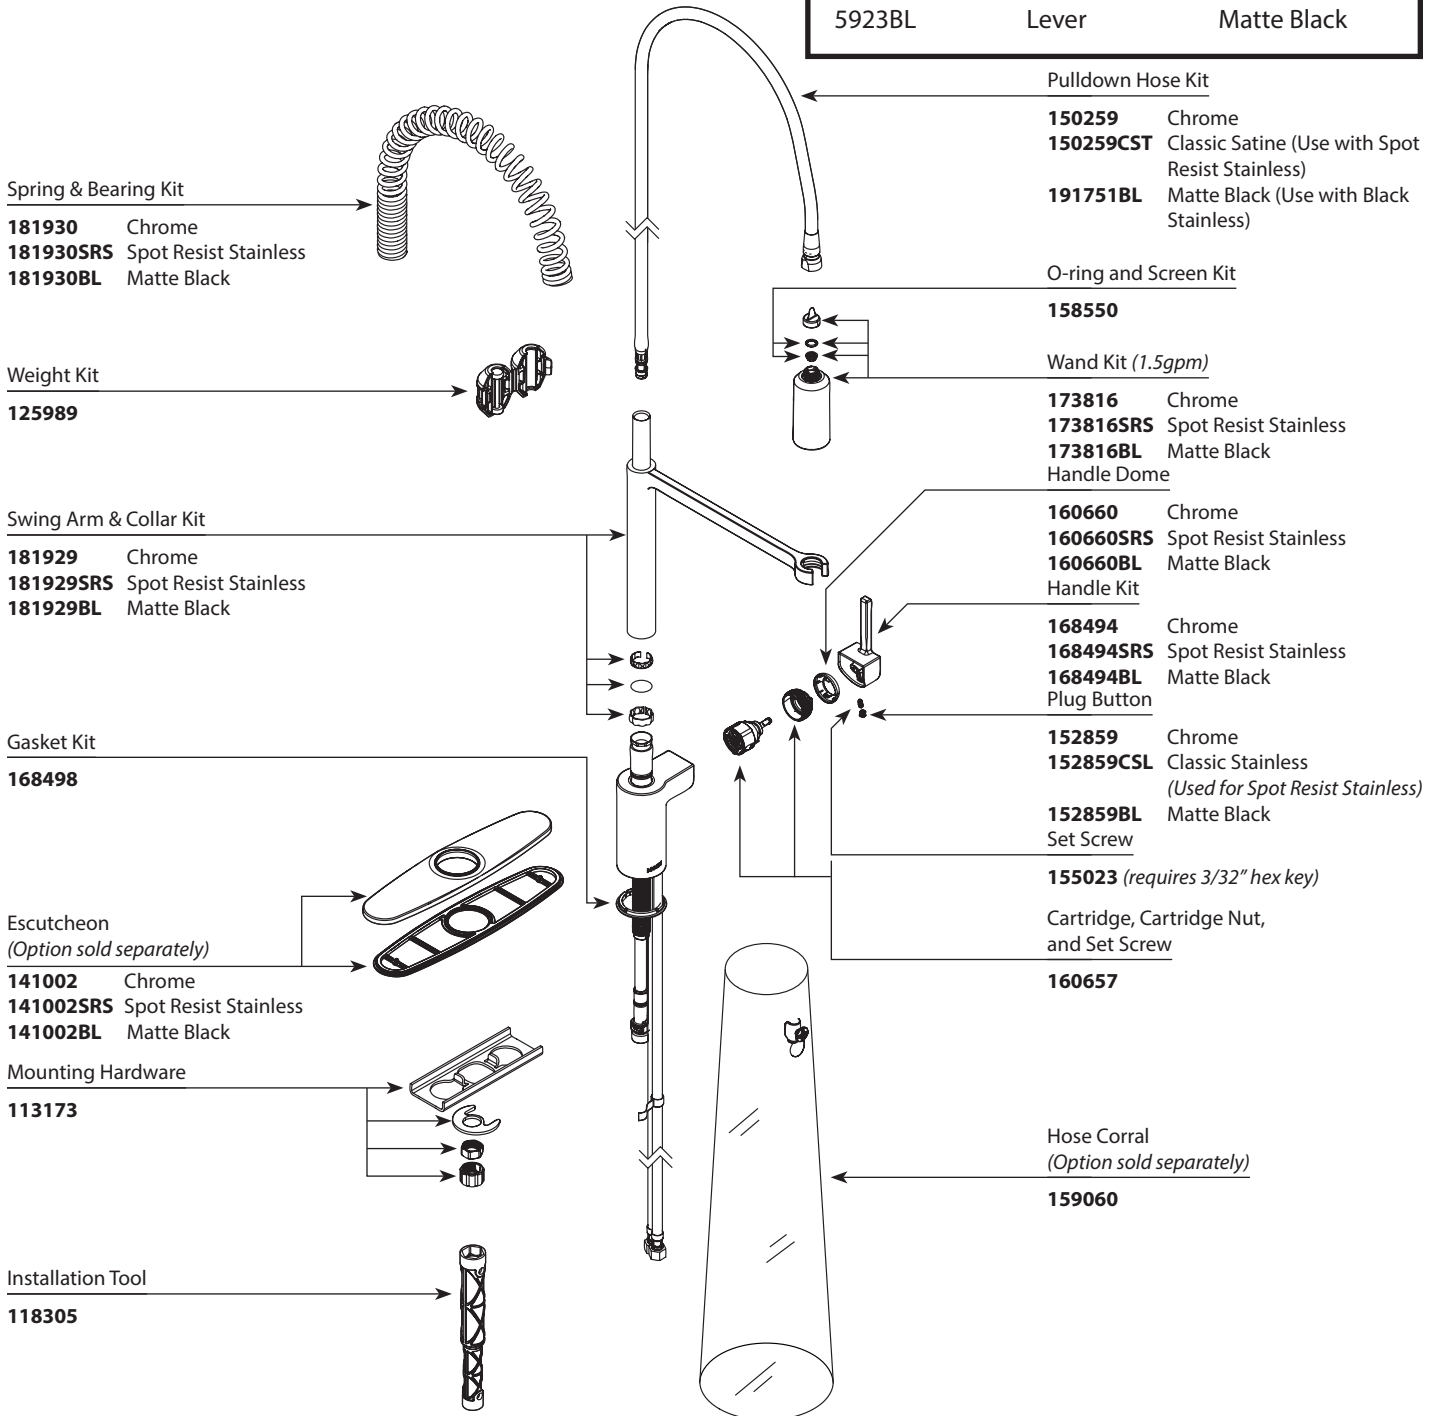 5923BL Lever Matte Black
Pulldown Hose Kit
150259 Chrome
150259CST Classic Satine (Use with Spot
Resist Stainless)
191751BL Matte Black (Use with Black
Stainless)
O-ring and Screen Kit
158550
Wand Kit (1.5gpm)
173816 Chrome
173816SRS Spot Resist Stainless
173816BL Matte Black
Handle Dome
160660 Chrome
160660SRS Spot Resist Stainless
160660BL Matte Black
Handle Kit
168494 Chrome
168494SRS Spot Resist Stainless
168494BL Matte Black
Plug Button
152859 Chrome
152859CSL Classic Stainless
(Used for Spot Resist Stainless)
152859BL Matte Black
Set Screw
155023 (requires 3/32" hex key)
Cartridge, Cartridge Nut,
and Set Screw
160657
Hose Corral
(Option sold separately)
159060
Spring & Bearing Kit
181930 Chrome
181930SRS Spot Resist Stainless
181930BL Matte Black
Weight Kit
125989
Swing Arm & Collar Kit
181929 Chrome
181929SRS Spot Resist Stainless
181929BL Matte Black
Gasket Kit
168498
Escutcheon
(Option sold separately)
141002 Chrome
141002SRS Spot Resist Stainless
141002BL Matte Black
Mounting Hardware
113173
Installation Tool
118305